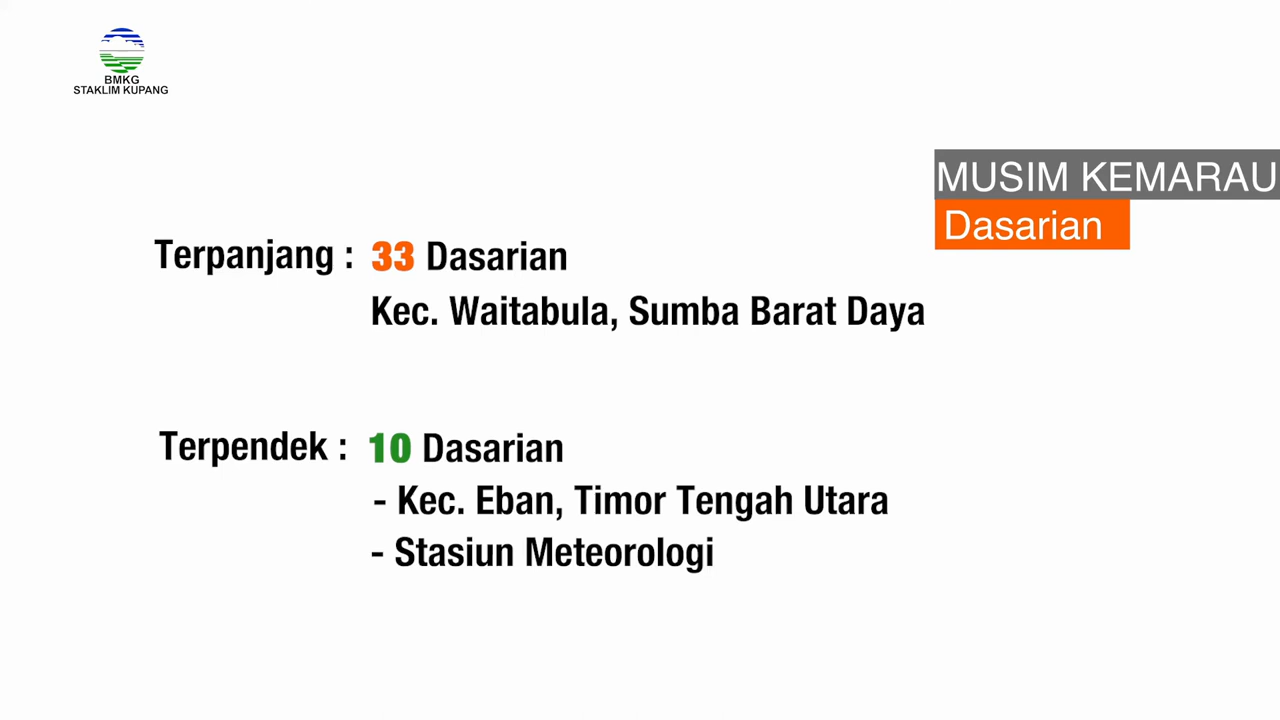 BMKG
STAKLIM KUPANG
MUSIM KEMARAU
Dasarian
Terpanjang : 33 Dasarian
Kec. Waitabula, Sumba Barat Daya
Terpendek : 10 Dasarian
- Kec. Eban, Timor Tengah Utara
- Stasiun Meteorologi